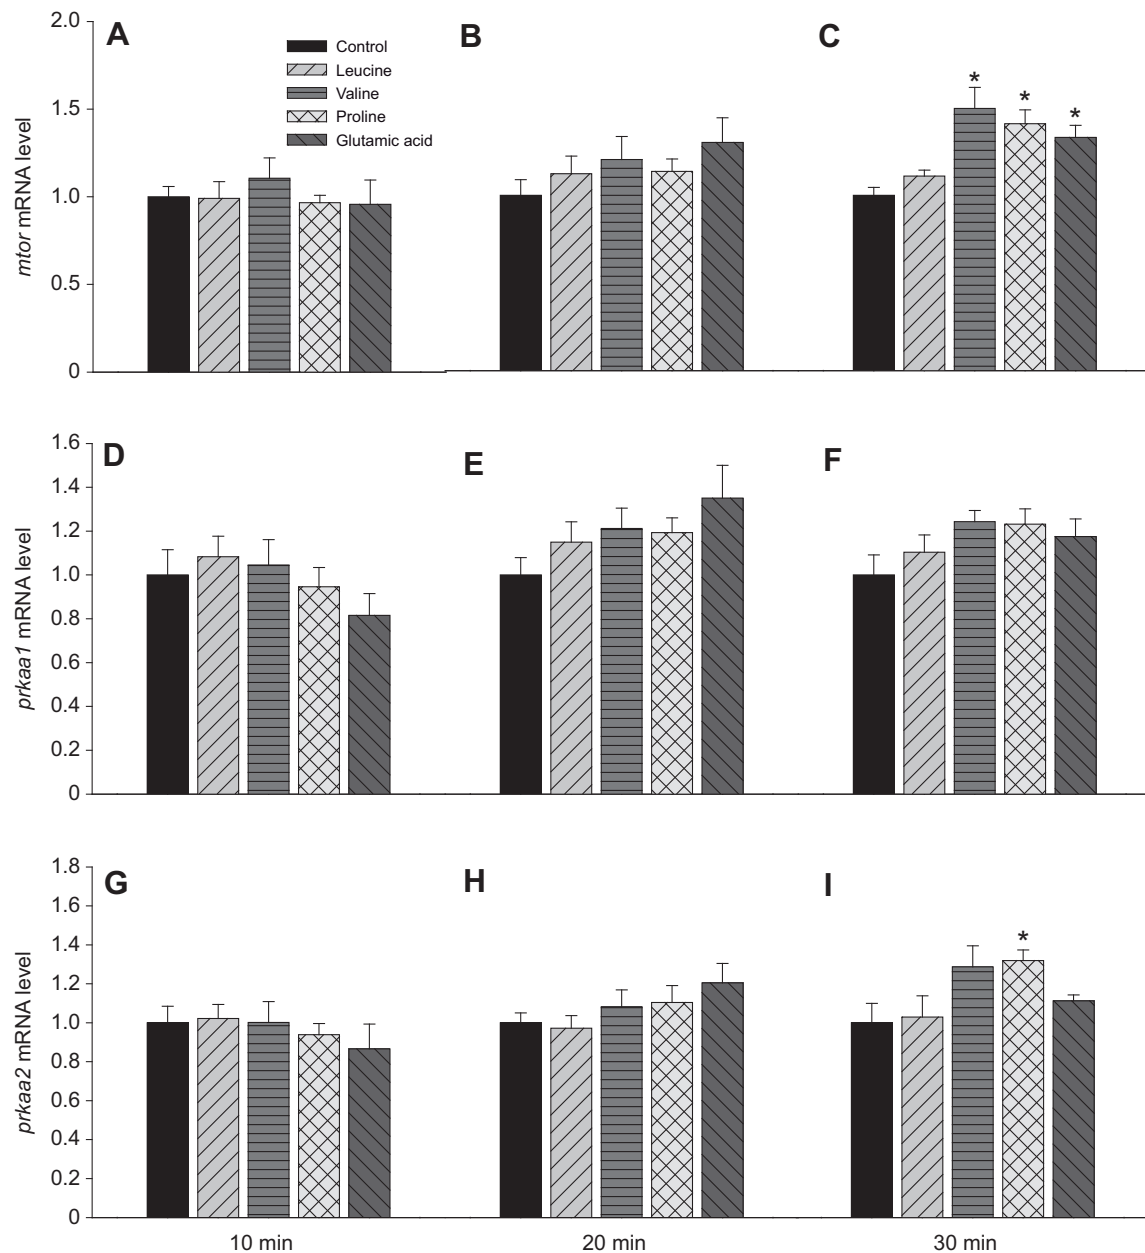 A
B
C
Control
Leucine
Valine
Proline
Glutamic acid
* * *
mtor mRNA level
2.0
1.5
1.0
0.5
0
D
E
F
prkaa1 mRNA level
1.6
1.4
1.2
1.0
0.8
0.6
0.4
0.2
0
G
H
I
*
prkaa2 mRNA level
1.8
1.6
1.4
1.2
1.0
0.8
0.6
0.4
0.2
0
10 min
20 min
30 min